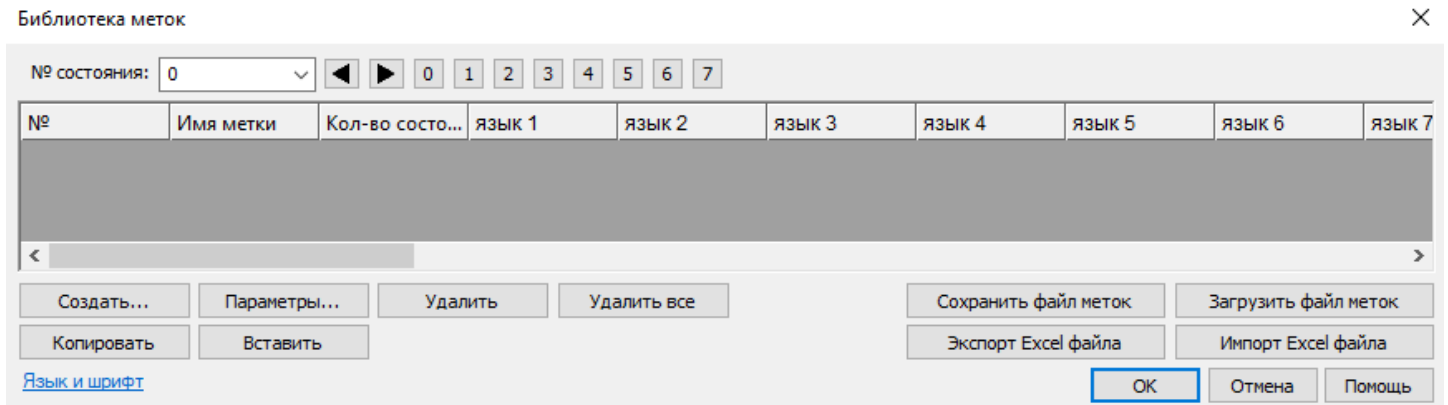 Библиотека меток
№ состояния: 0 0 1 2 3 4 5 6 7
№ Имя метки Кол-во состо... язык 1 язык 2 язык 3 язык 4 язык 5 язык 6 язык 7
Создать... Параметры... Удалить Удалить все Сохранить файл меток Загрузить файл меток
Копировать Вставить Экспорт Excel файла Импорт Excel файла
Язык и шрифт OK Отмена Помощь